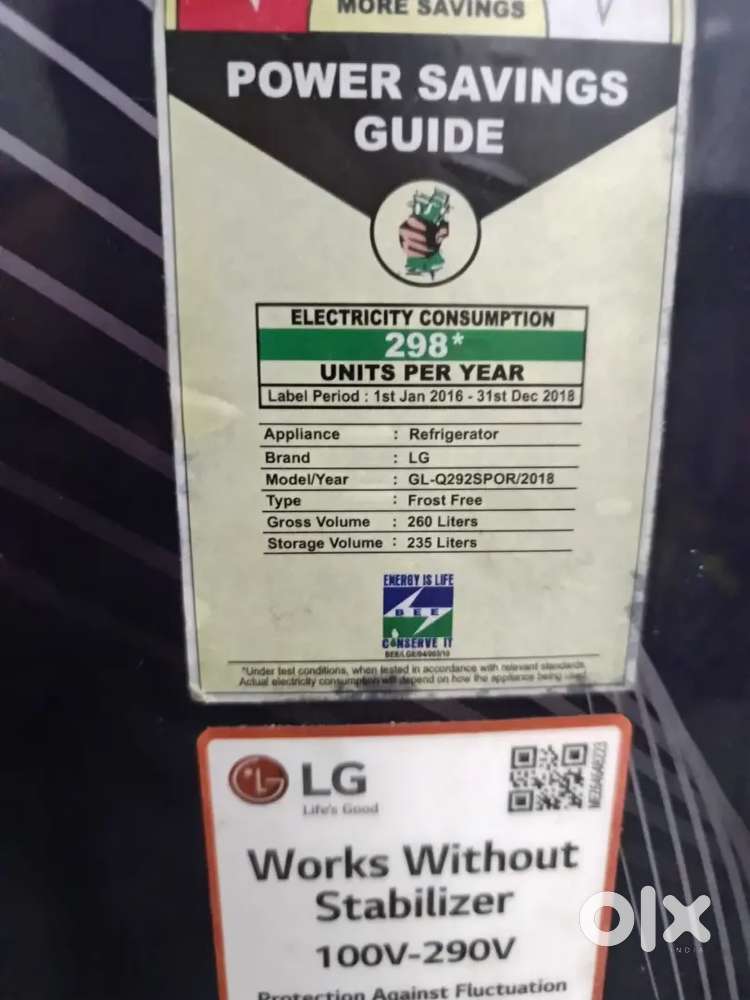 MORE SAVINGS
POWER SAVINGS
GUIDE
ELECTRICITY CONSUMPTION
298*
UNITS PER YEAR
Label Period : 1st Jan 2016 - 31st Dec 2018
Appliance : Refrigerator
Brand : LG
Model/Year : GL-Q292SPOR/2018
Type : Frost Free
Gross Volume : 260 Liters
Storage Volume : 235 Liters
ENERGY IS LIFE
BEE
CONSERVE IT
*Under test conditions, when tested in accordance with relevant standards
Actual electricity consumption will depend on how the appliance being used
LG
Life's Good
Works Without
Stabilizer
100V-290V
Protection Against Fluctuation
olx
INDIA